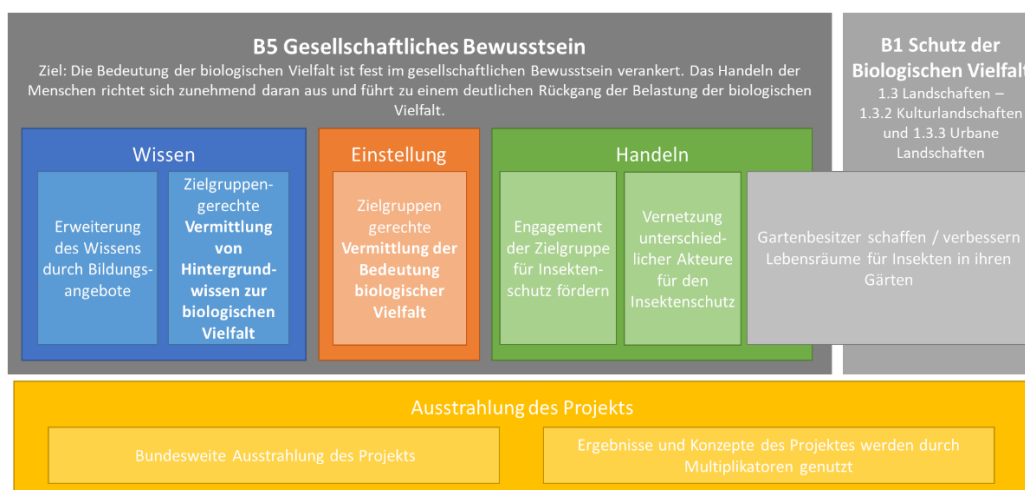 B5 Gesellschaftliches Bewusstsein
Ziel: Die Bedeutung der biologischen Vielfalt ist fest im gesellschaftlichen Bewusstsein verankert. Das Handeln der
Menschen richtet sich zunehmend daran aus und führt zu einem deutlichen Rückgang der Belastung der biologischen
Vielfalt.
B1 Schutz der
Biologischen Vielfalt
1.3 Landschaften –
1.3.2 Kulturlandschaften
und 1.3.3 Urbane
Landschaften
Wissen
Erweiterung
des Wissens
durch Bildungs-
angebote
Zielgruppen-
gerechte
Vermittlung
von
Hintergrund-
wissen zur
biologischen
Vielfalt
Einstellung
Zielgruppen
gerechte
Vermittlung der
Bedeutung
biologischer
Vielfalt
Handeln
Engagement
der Zielgruppe
für Insekten-
schutz fördern
Vernetzung
unterschied-
licher Akteure
für den
Insektenschutz
Gartenbesitzer schaffen / verbessern
Lebensräume für Insekten in ihren
Gärten
Ausstrahlung des Projekts
Bundesweite Ausstrahlung des Projekts
Ergebnisse und Konzepte des Projektes werden durch
Multiplikatoren genutzt